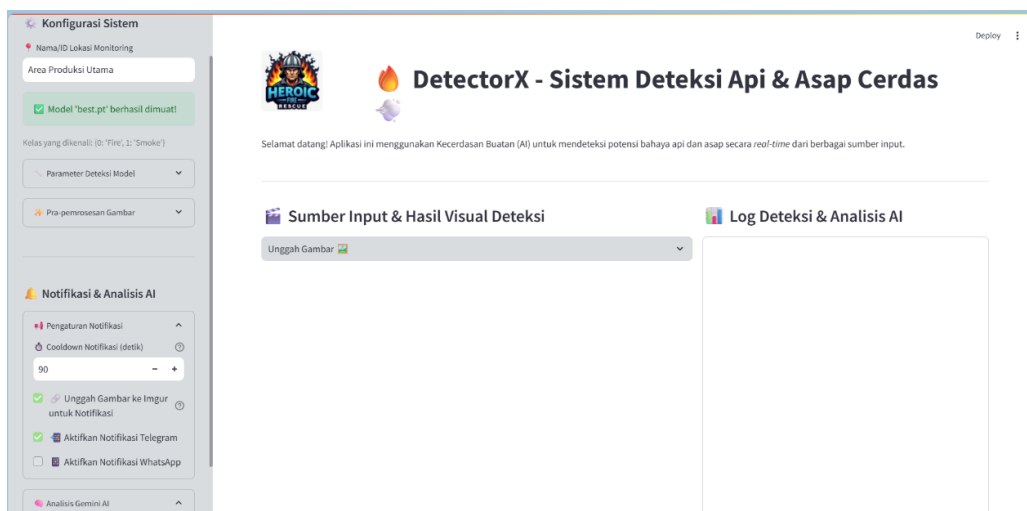 Konfigurasi Sistem
Nama/ID Lokasi Monitoring
Area Produksi Utama
Model 'best.pt' berhasil dimuat!
Kelas yang dikenali: {0: 'Fire', 1: 'Smoke'}
Parameter Deteksi Model
Pra-pemrosesan Gambar
Notifikasi & Analisis AI
Pengaturan Notifikasi
Cooldown Notifikasi (detik)
90
Unggah Gambar ke Imgur
untuk Notifikasi
Aktifkan Notifikasi Telegram
Aktifkan Notifikasi WhatsApp
Analisis Gemini AI
Deploy
HEROIC
FIRE
RESCUE
DetectorX - Sistem Deteksi Api & Asap Cerdas
Selamat datang! Aplikasi ini menggunakan Kecerdasan Buatan (AI) untuk mendeteksi potensi bahaya api dan asap secara real-time dari berbagai sumber input.
Sumber Input & Hasil Visual Deteksi
Unggah Gambar
Log Deteksi & Analisis AI